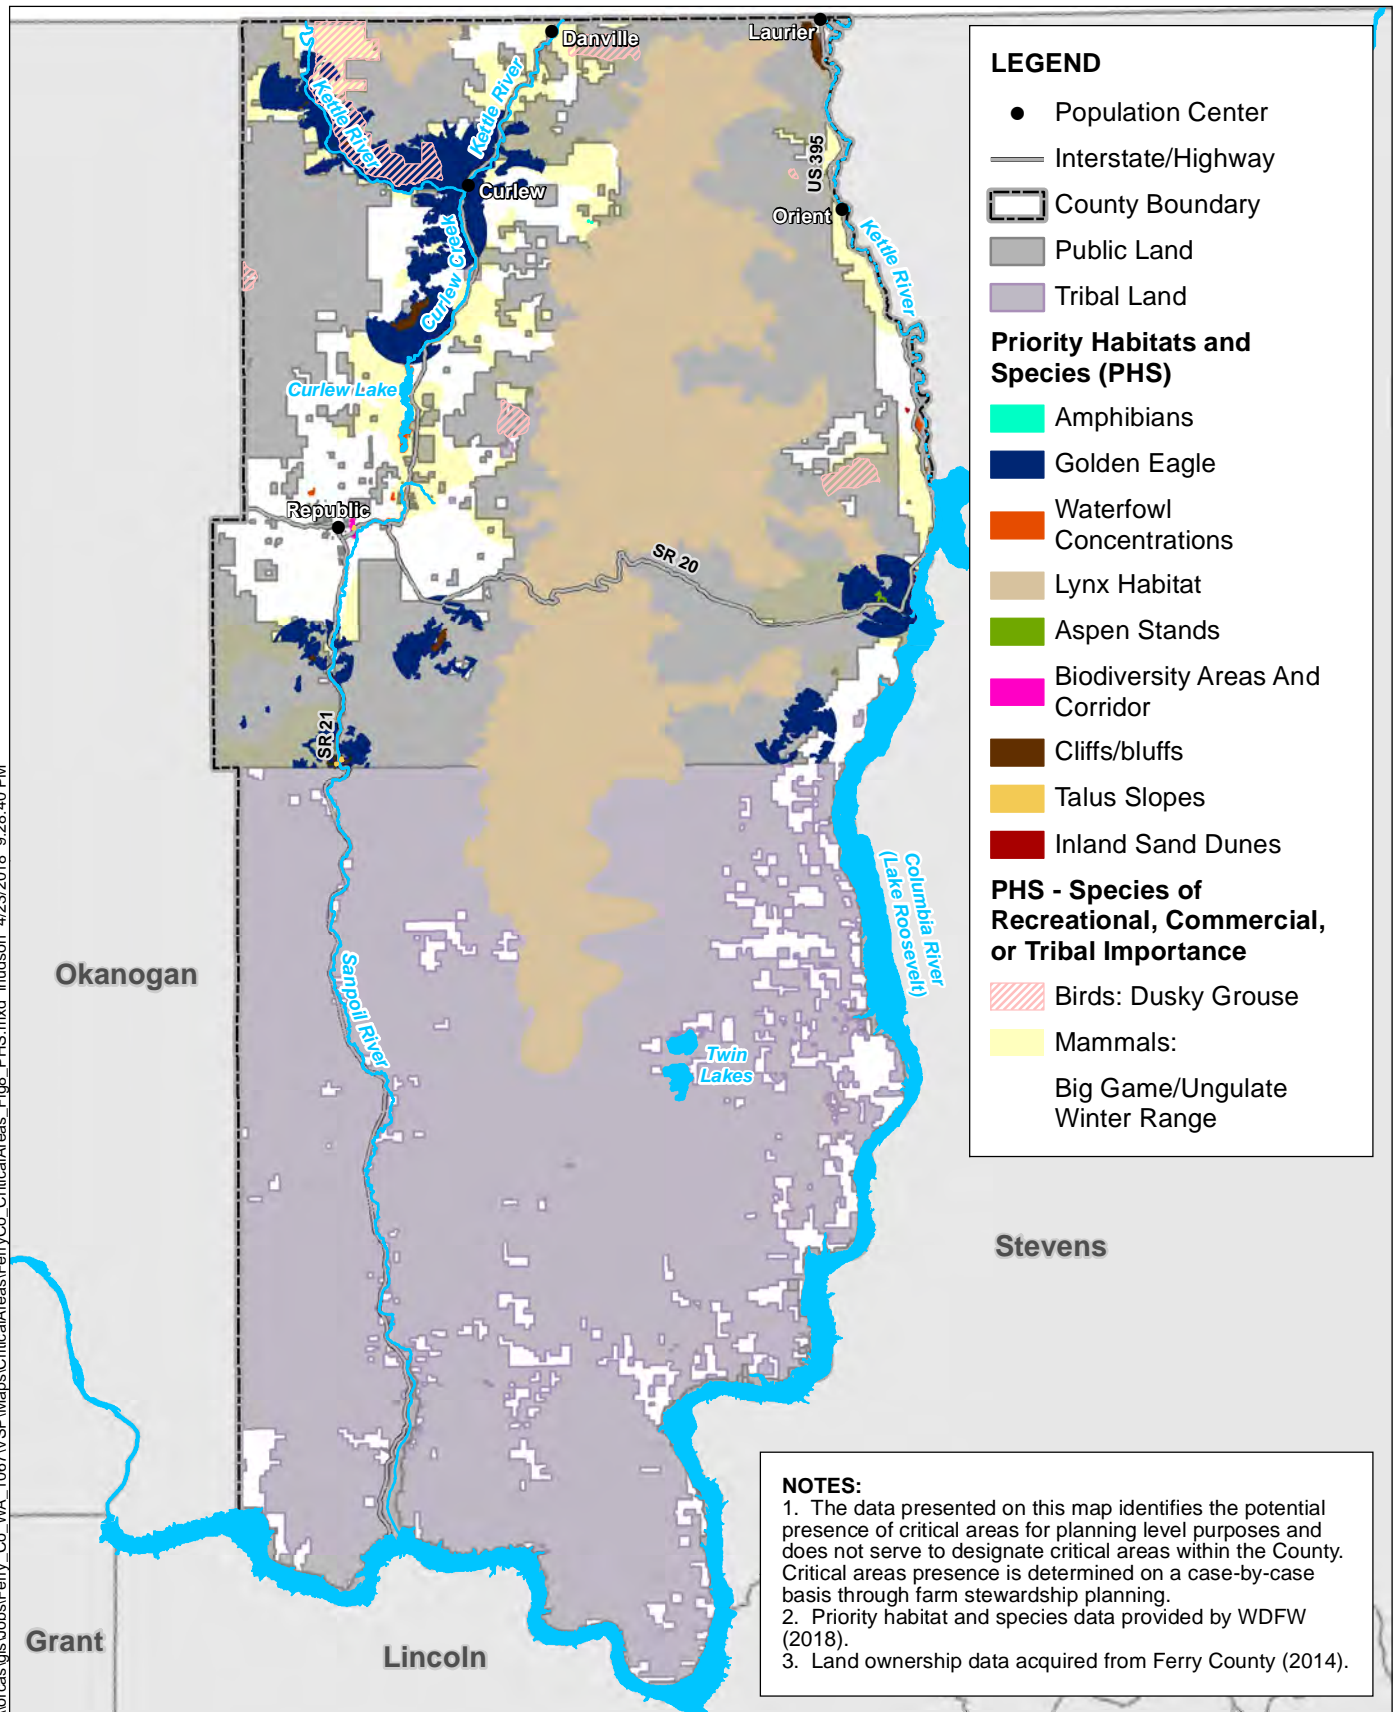 Laurier
Danville
Kettle River
Kettle River
Curlew
US 395
Orient
Kettle River
Curlew Creek
Curlew Lake
Republic
SR 20
SR 21
Okanogan
Sanpoil River
Columbia River
(Lake Roosevelt)
Twin
Lakes
Stevens
Grant
Lincoln
LEGEND
Population Center
Interstate/Highway
County Boundary
Public Land
Tribal Land
Priority Habitats and
Species (PHS)
Amphibians
Golden Eagle
Waterfowl
Concentrations
Lynx Habitat
Aspen Stands
Biodiversity Areas And
Corridor
Cliffs/bluffs
Talus Slopes
Inland Sand Dunes
PHS - Species of
Recreational, Commercial,
or Tribal Importance
Birds: Dusky Grouse
Mammals:
Big Game/Ungulate
Winter Range
NOTES:
1. The data presented on this map identifies the potential
presence of critical areas for planning level purposes and
does not serve to designate critical areas within the County.
Critical areas presence is determined on a case-by-case
basis through farm stewardship planning.
2. Priority habitat and species data provided by WDFW
(2018).
3. Land ownership data acquired from Ferry County (2014).